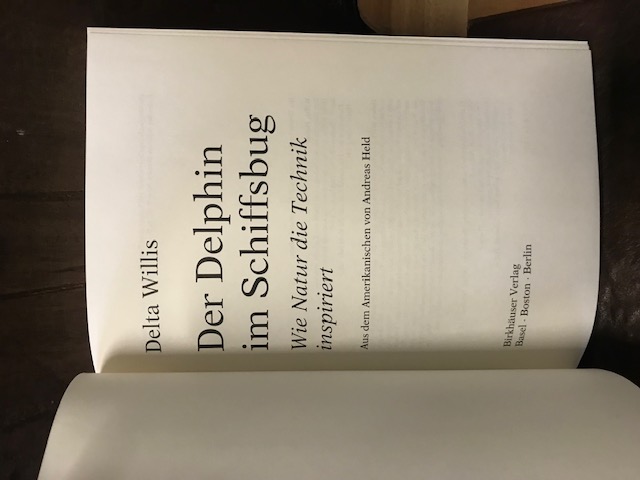 Delta Willis
Der Delphin
im Schiffsbug
Wie Natur die Technik
inspiriert
Aus dem Amerikanischen von Andreas Held
Birkhäuser Verlag
Basel · Boston · Berlin